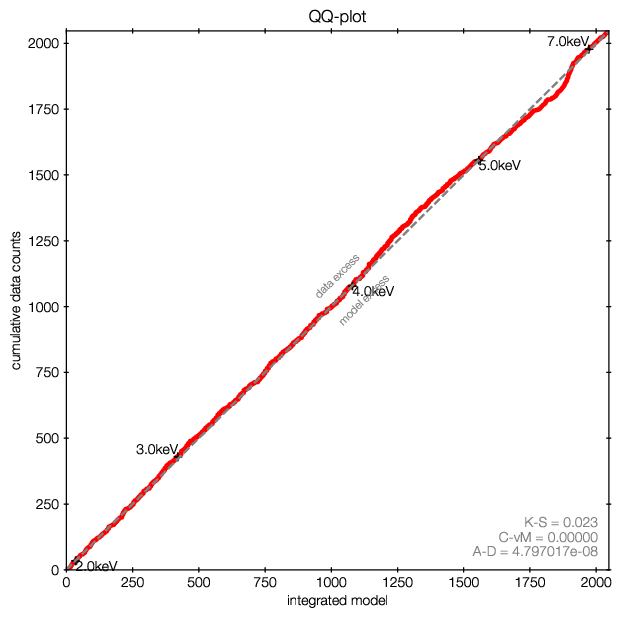 QQ-plot
2000
1750
1500
1250
1000
750
500
250
0
cumulative data counts
7.0keV
5.0keV
data excess
4.0keV
model excess
3.0keV
2.0keV
K-S = 0.023
C-vM = 0.00000
A-D = 4.797017e-08
0 250 500 750 1000 1250 1500 1750 2000
integrated model